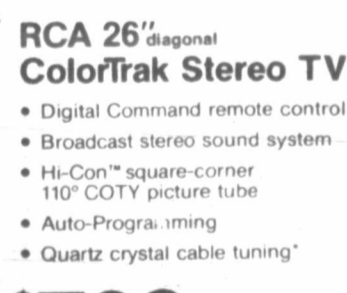 RCA 26″ diagonal
ColorTrak Stereo TV
• Digital Command remote control
• Broadcast stereo sound system
• Hi-Con™ square-corner
110° COTY picture tube
• Auto-Programming
• Quartz crystal cable tuning*